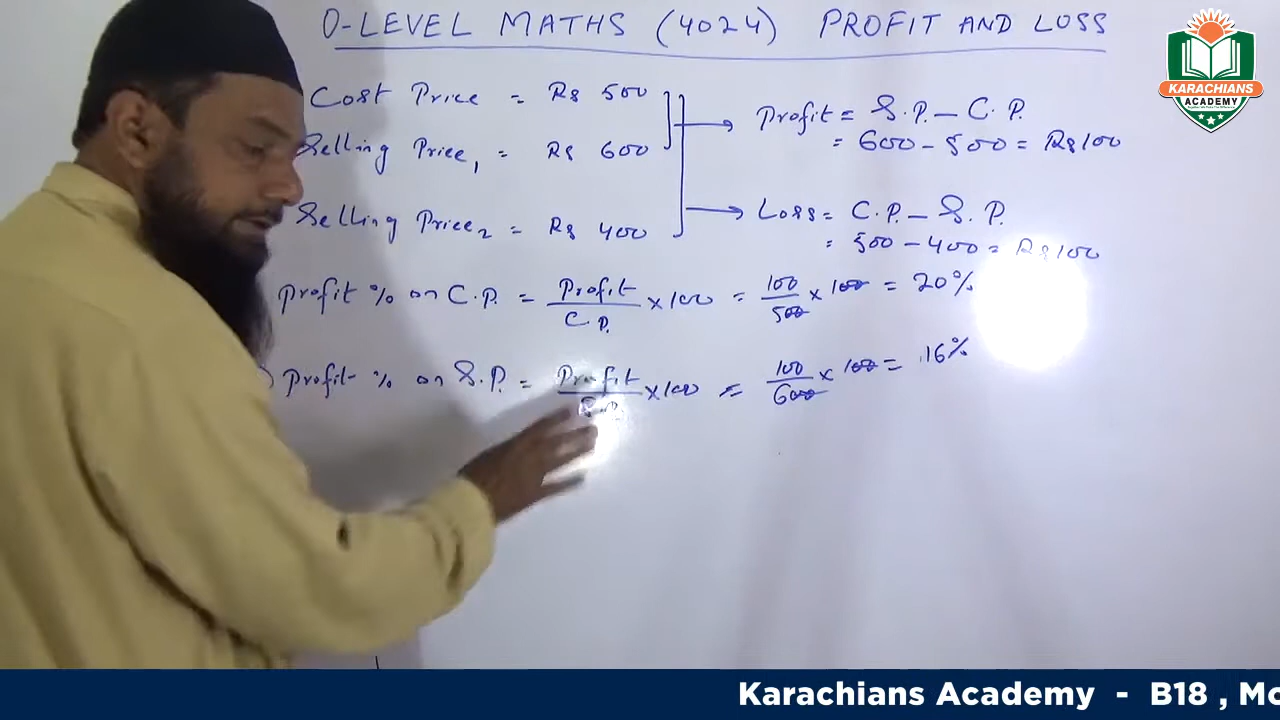 O-LEVEL MATHS (4024) PROFIT AND LOSS
KARACHIANS
ACADEMY
Cost Price = Rs 500
Profit = S.P. - C.P.
Selling Price1 = Rs 600
= 600 - 500 = Rs 100
Selling Price2 = Rs 400
Loss = C.P. - S.P.
= 500 - 400 = Rs 100
Profit % on C.P. = Profit/C.P. × 100 = 100/500 × 100 = 20%
) Profit % on S.P. = Profit/S.P. × 100 = 100/600 × 100 = 16%
Karachians Academy - B18 , Mo